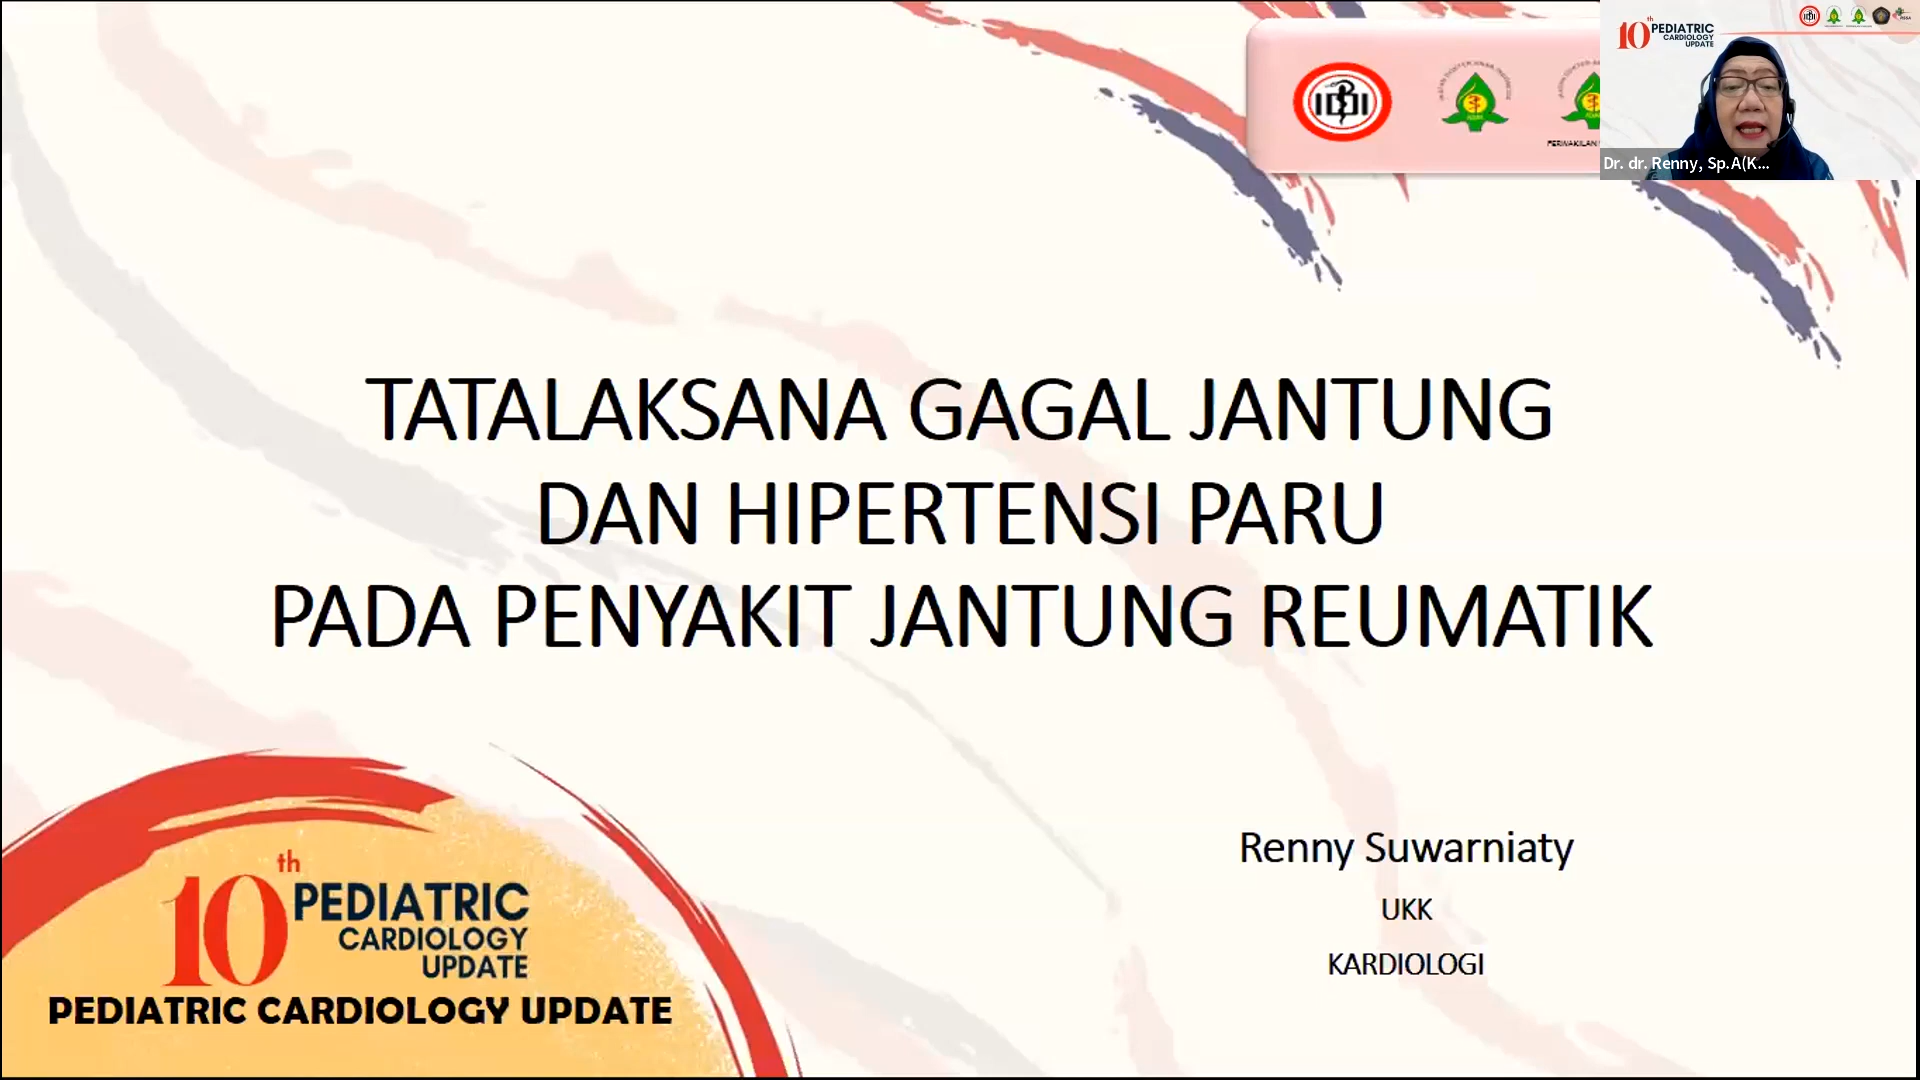 10th PEDIATRIC
CARDIOLOGY
UPDATE
Dr. dr. Renny, Sp.A(K...
IDI
TATALAKSANA GAGAL JANTUNG
DAN HIPERTENSI PARU
PADA PENYAKIT JANTUNG REUMATIK
Renny Suwarniaty
UKK
KARDIOLOGI
10th PEDIATRIC
CARDIOLOGY
UPDATE
PEDIATRIC CARDIOLOGY UPDATE